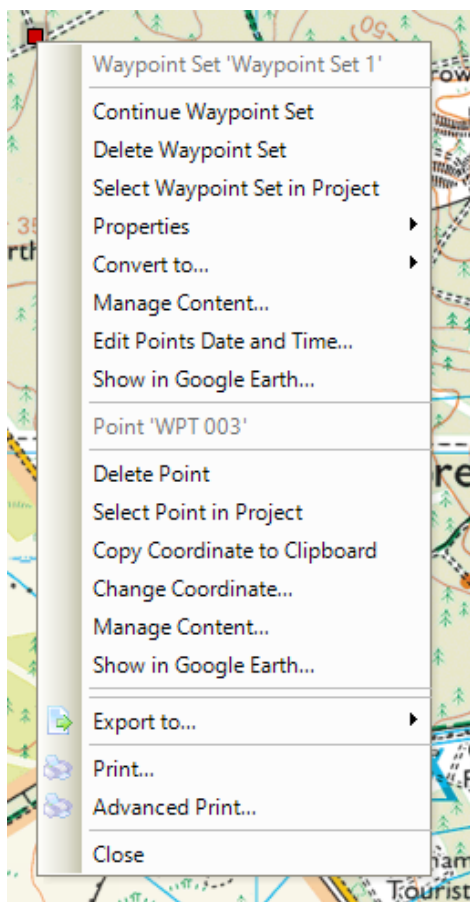 50
Waypoint Set 'Waypoint Set 1'
Continue Waypoint Set
Delete Waypoint Set
Select Waypoint Set in Project
Properties
Convert to...
Manage Content...
Edit Points Date and Time...
Show in Google Earth...
Point 'WPT 003'
Delete Point
Select Point in Project
Copy Coordinate to Clipboard
Change Coordinate...
Manage Content...
Show in Google Earth...
Export to...
Print...
Advanced Print...
Close
Tourist